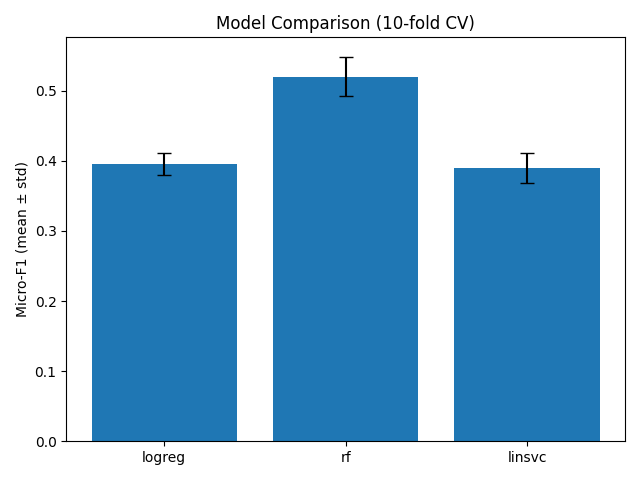 Model Comparison (10-fold CV)
Micro-F1 (mean ± std)
0.5
0.4
0.3
0.2
0.1
0.0
logreg rf linsvc